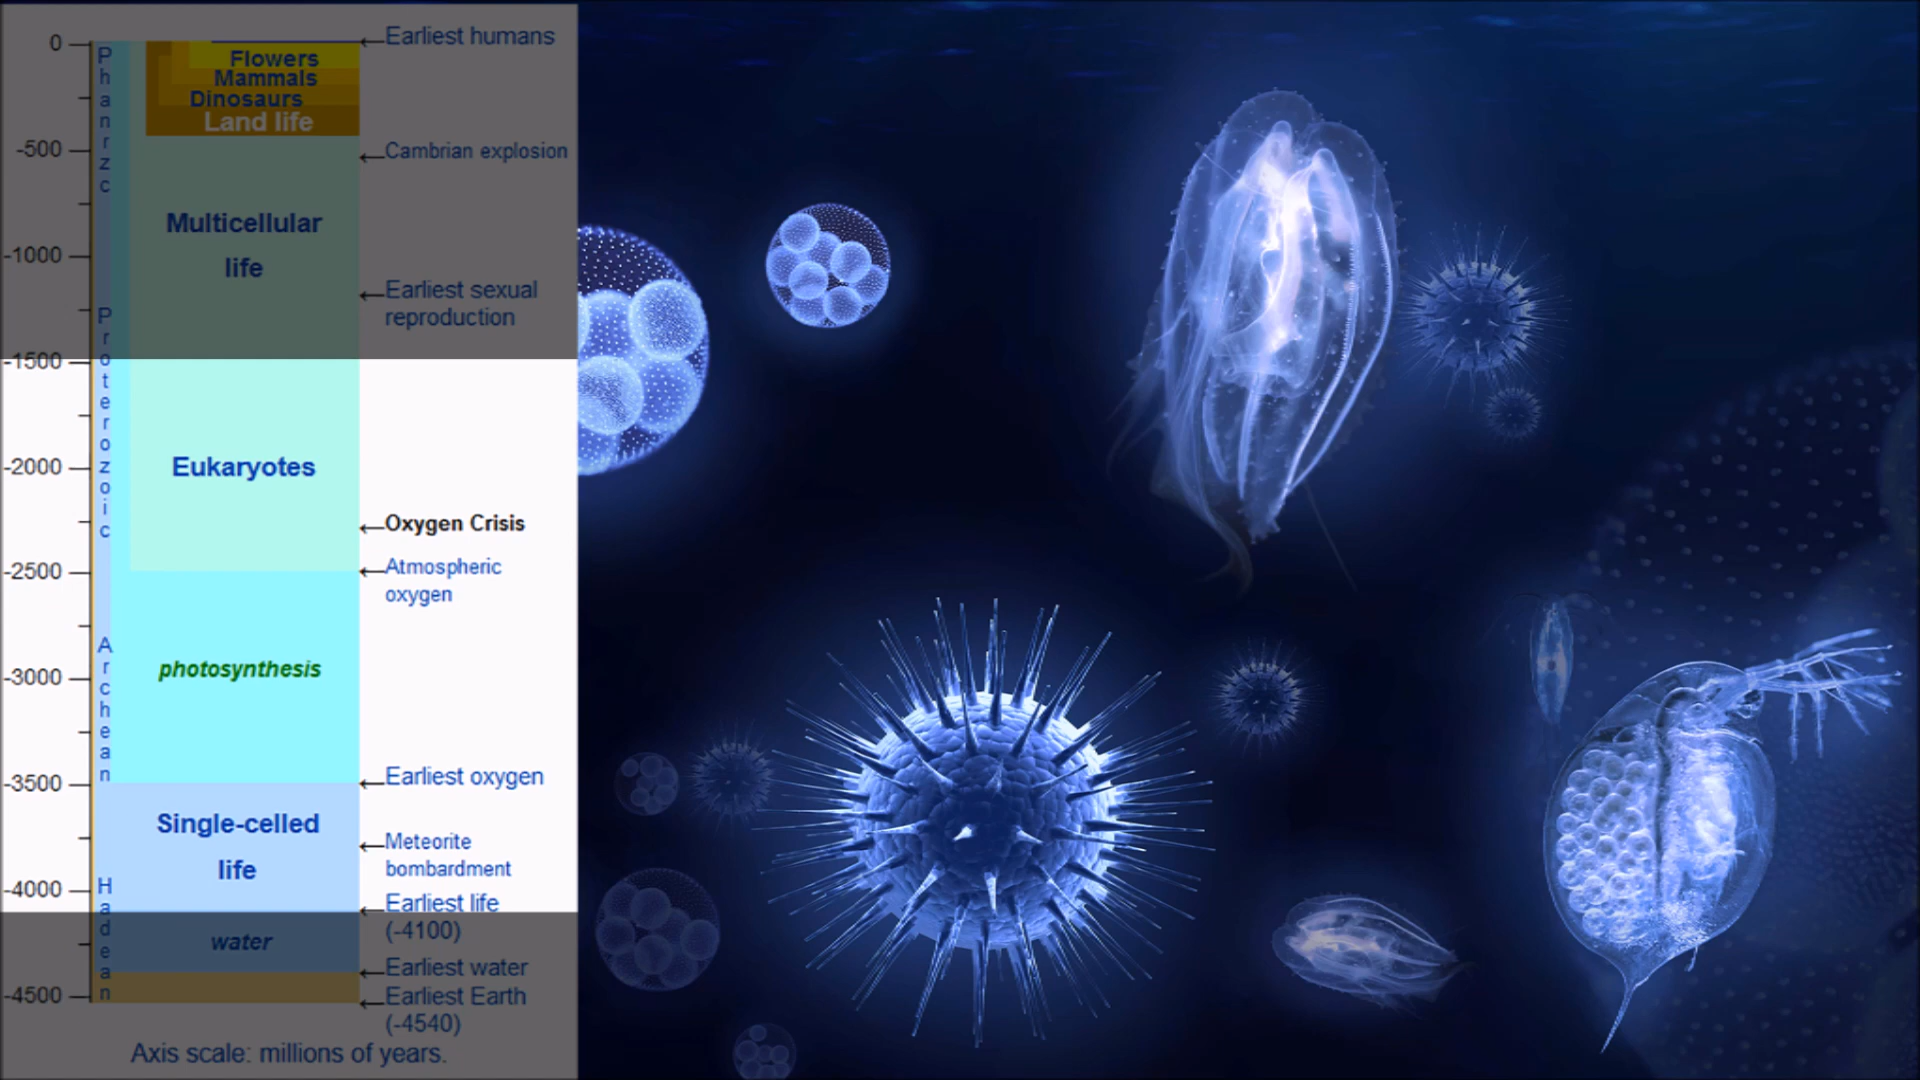 0
-500
-1000
-1500
-2000
-2500
-3000
-3500
-4000
-4500
Phanrzc
Proterozoic
Archean
Hadean
Flowers
Mammals
Dinosaurs
Land life
Multicellular
life
Eukaryotes
photosynthesis
Single-celled
life
water
Earliest humans
Cambrian explosion
Earliest sexual
reproduction
Oxygen Crisis
Atmospheric
oxygen
Earliest oxygen
Meteorite
bombardment
Earliest life
(-4100)
Earliest water
Earliest Earth
(-4540)
Axis scale: millions of years.